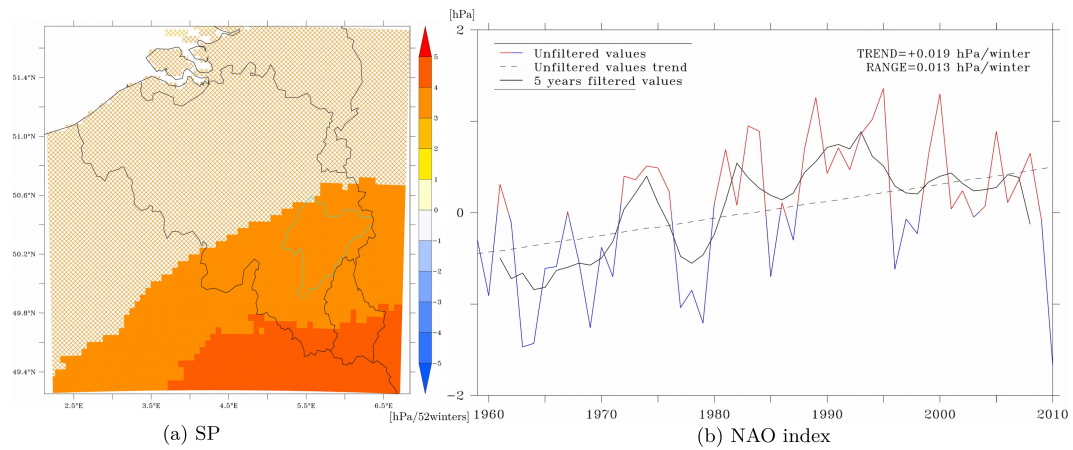 [hPa]
2
0
−2
Unfiltered values
Unfiltered values trend
5 years filtered values
TREND=+0.019 hPa/winter
RANGE=0.013 hPa/winter
51.4°N
51.0°N
50.6°N
50.2°N
49.8°N
49.4°N
2.5°E 3.5°E 4.5°E 5.5°E 6.5°E
5
4
3
2
1
0
−1
−2
−3
−4
−5
[hPa/52winters]
1960 1970 1980 1990 2000 2010
(a) SP
(b) NAO index